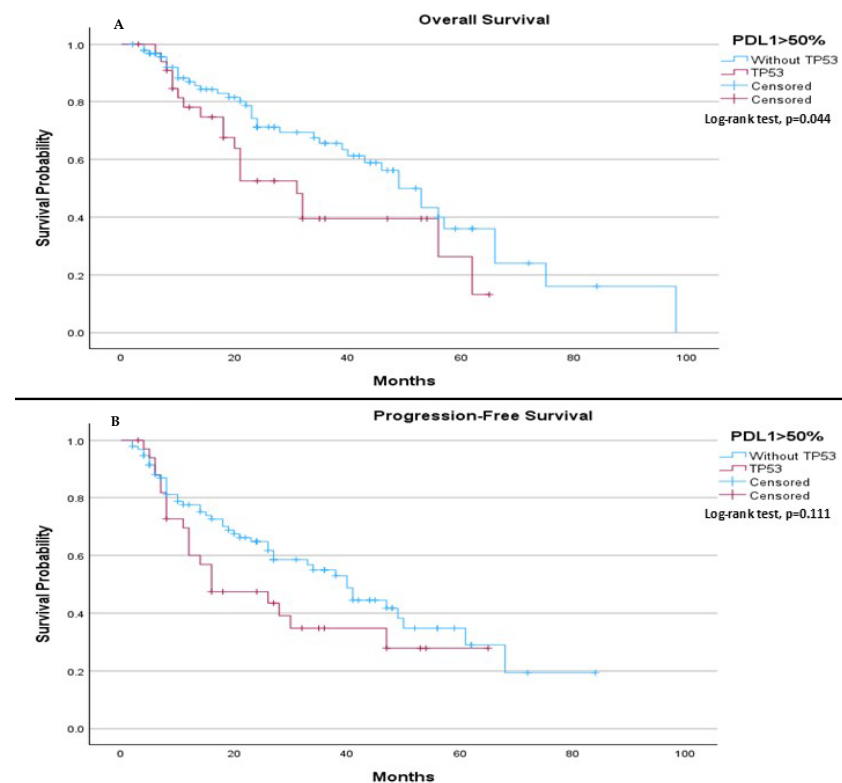 A
Overall Survival
PDL1>50%
Without TP53
TP53
Censored
Censored
Log-rank test, p=0.044
Survival Probability
1.0
0.8
0.6
0.4
0.2
0.0
0 20 40 60 80 100
Months
B
Progression-Free Survival
PDL1>50%
Without TP53
TP53
Censored
Censored
Log-rank test, p=0.111
Survival Probability
1.0
0.8
0.6
0.4
0.2
0.0
0 20 40 60 80 100
Months